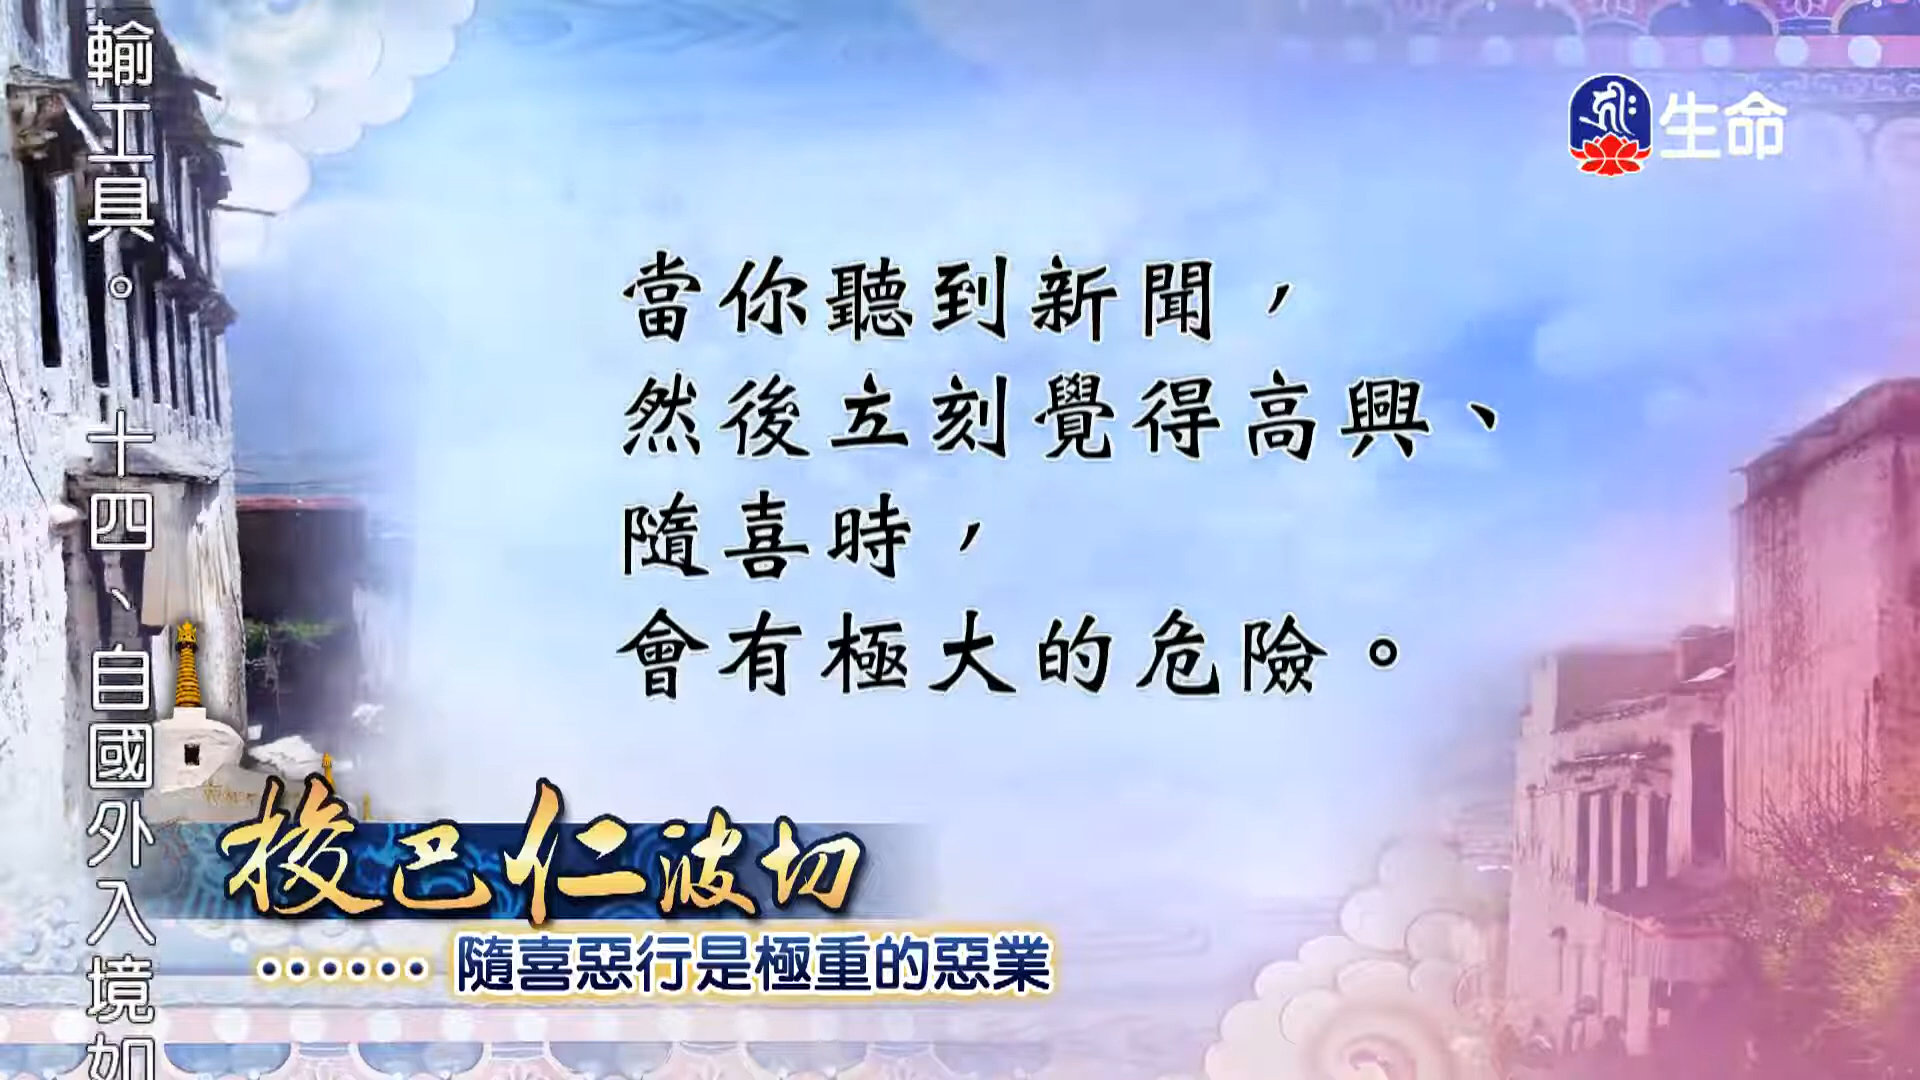 輸工具。十四、自國外入境如
生命
當你聽到新聞，
然後立刻覺得高興、
隨喜時，
會有極大的危險。
梭巴仁波切
⋯⋯隨喜惡行是極重的惡業